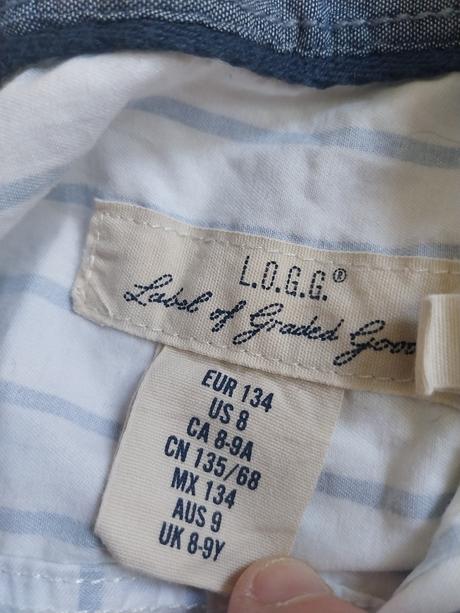 L.O.G.G.®
Label of Graded Goo
EUR 134
US 8
CA 8-9A
CN 135/68
MX 134
AUS 9
UK 8-9Y